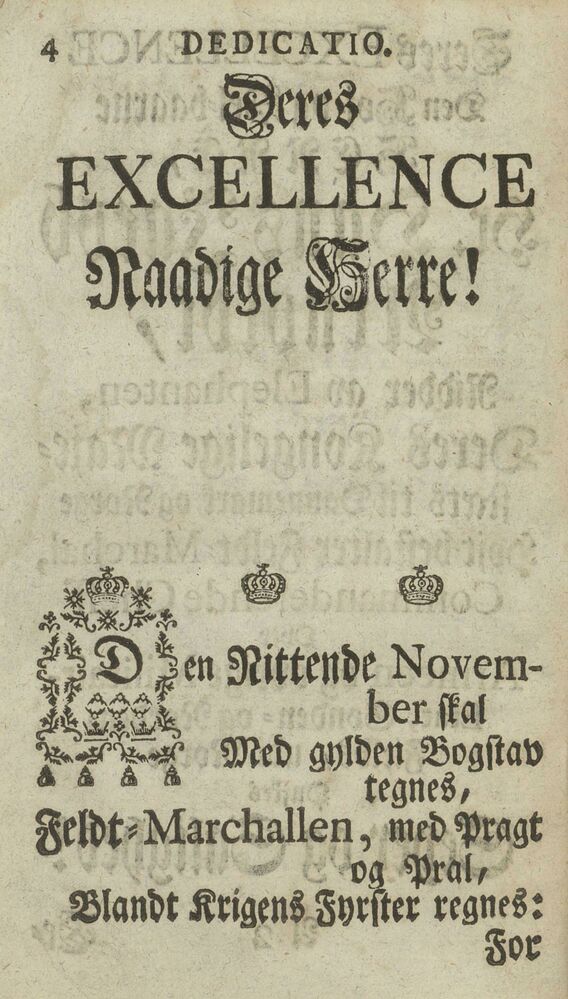 4 DEDICATIO.
Deres
EXCELLENCE
Naadige Herre!
Den Nittende Novem-
ber skal
Med gylden Bogstav
tegnes,
Feldt-Marchallen, med Pragt
og Pral,
Blandt Krigens Fyrster regnes:
For